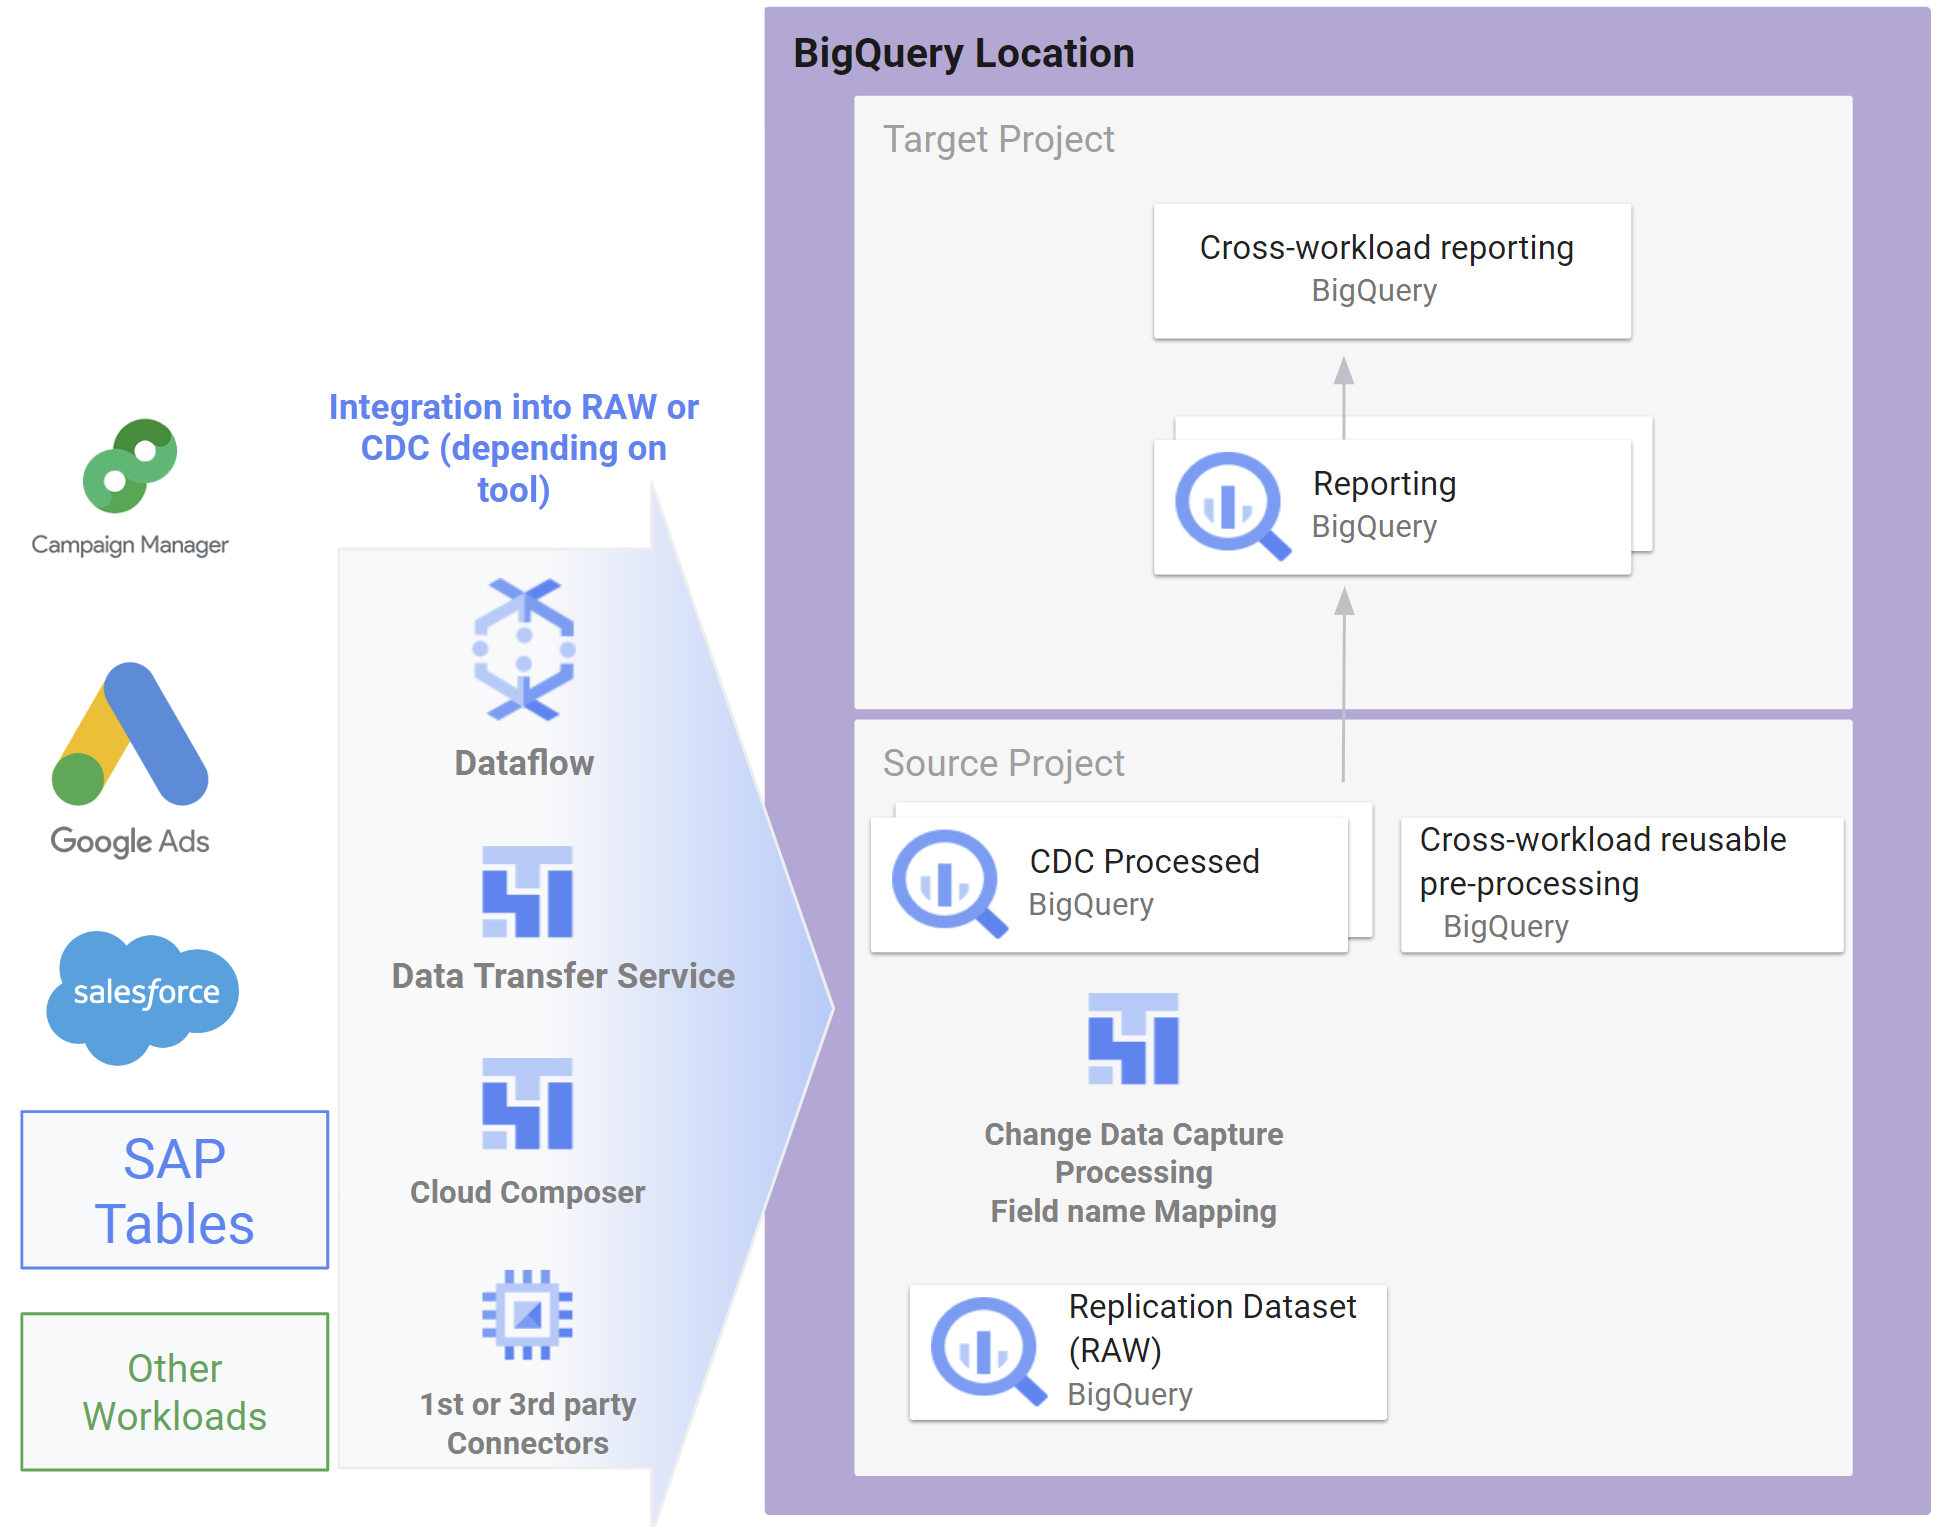 BigQuery Location
Target Project
Cross-workload reporting
BigQuery
Reporting
BigQuery
Source Project
CDC Processed
BigQuery
Cross-workload reusable
pre-processing
BigQuery
Change Data Capture
Processing
Field name Mapping
Replication Dataset
(RAW)
BigQuery
Integration into RAW or
CDC (depending on
tool)
Dataflow
Data Transfer Service
Cloud Composer
1st or 3rd party
Connectors
Campaign Manager
Google Ads
salesforce
SAP
Tables
Other
Workloads